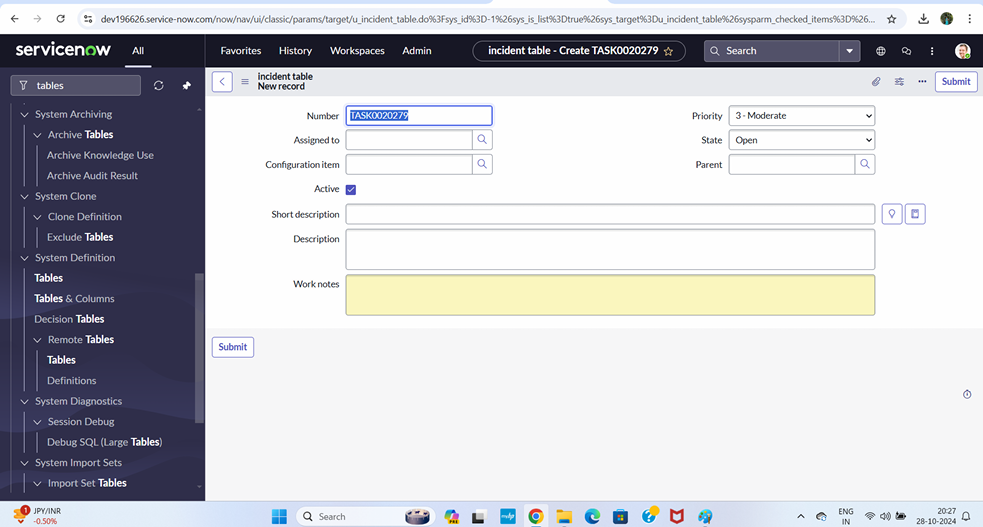 dev196626.service-now.com/now/nav/ui/classic/params/target/u_incident_table.do%3Fsys_id%3D-1%26sys_is_list%3Dtrue%26sys_target%3Du_incident_table%26sysparm_checked_items%3D%26...
servicenow All Favorites History Workspaces Admin incident table - Create TASK0020279 Search
tables
incident table
New record
Submit
System Archiving
Archive Tables
Archive Knowledge Use
Archive Audit Result
System Clone
Clone Definition
Exclude Tables
System Definition
Tables
Tables & Columns
Decision Tables
Remote Tables
Tables
Definitions
System Diagnostics
Session Debug
Debug SQL (Large Tables)
System Import Sets
Import Set Tables
Number TASK0020279
Priority 3 - Moderate
Assigned to
State Open
Configuration item
Parent
Active
Short description
Description
Work notes
Submit
1
JPY/INR
-0.50%
Search
ENG
IN
20:27
28-10-2024